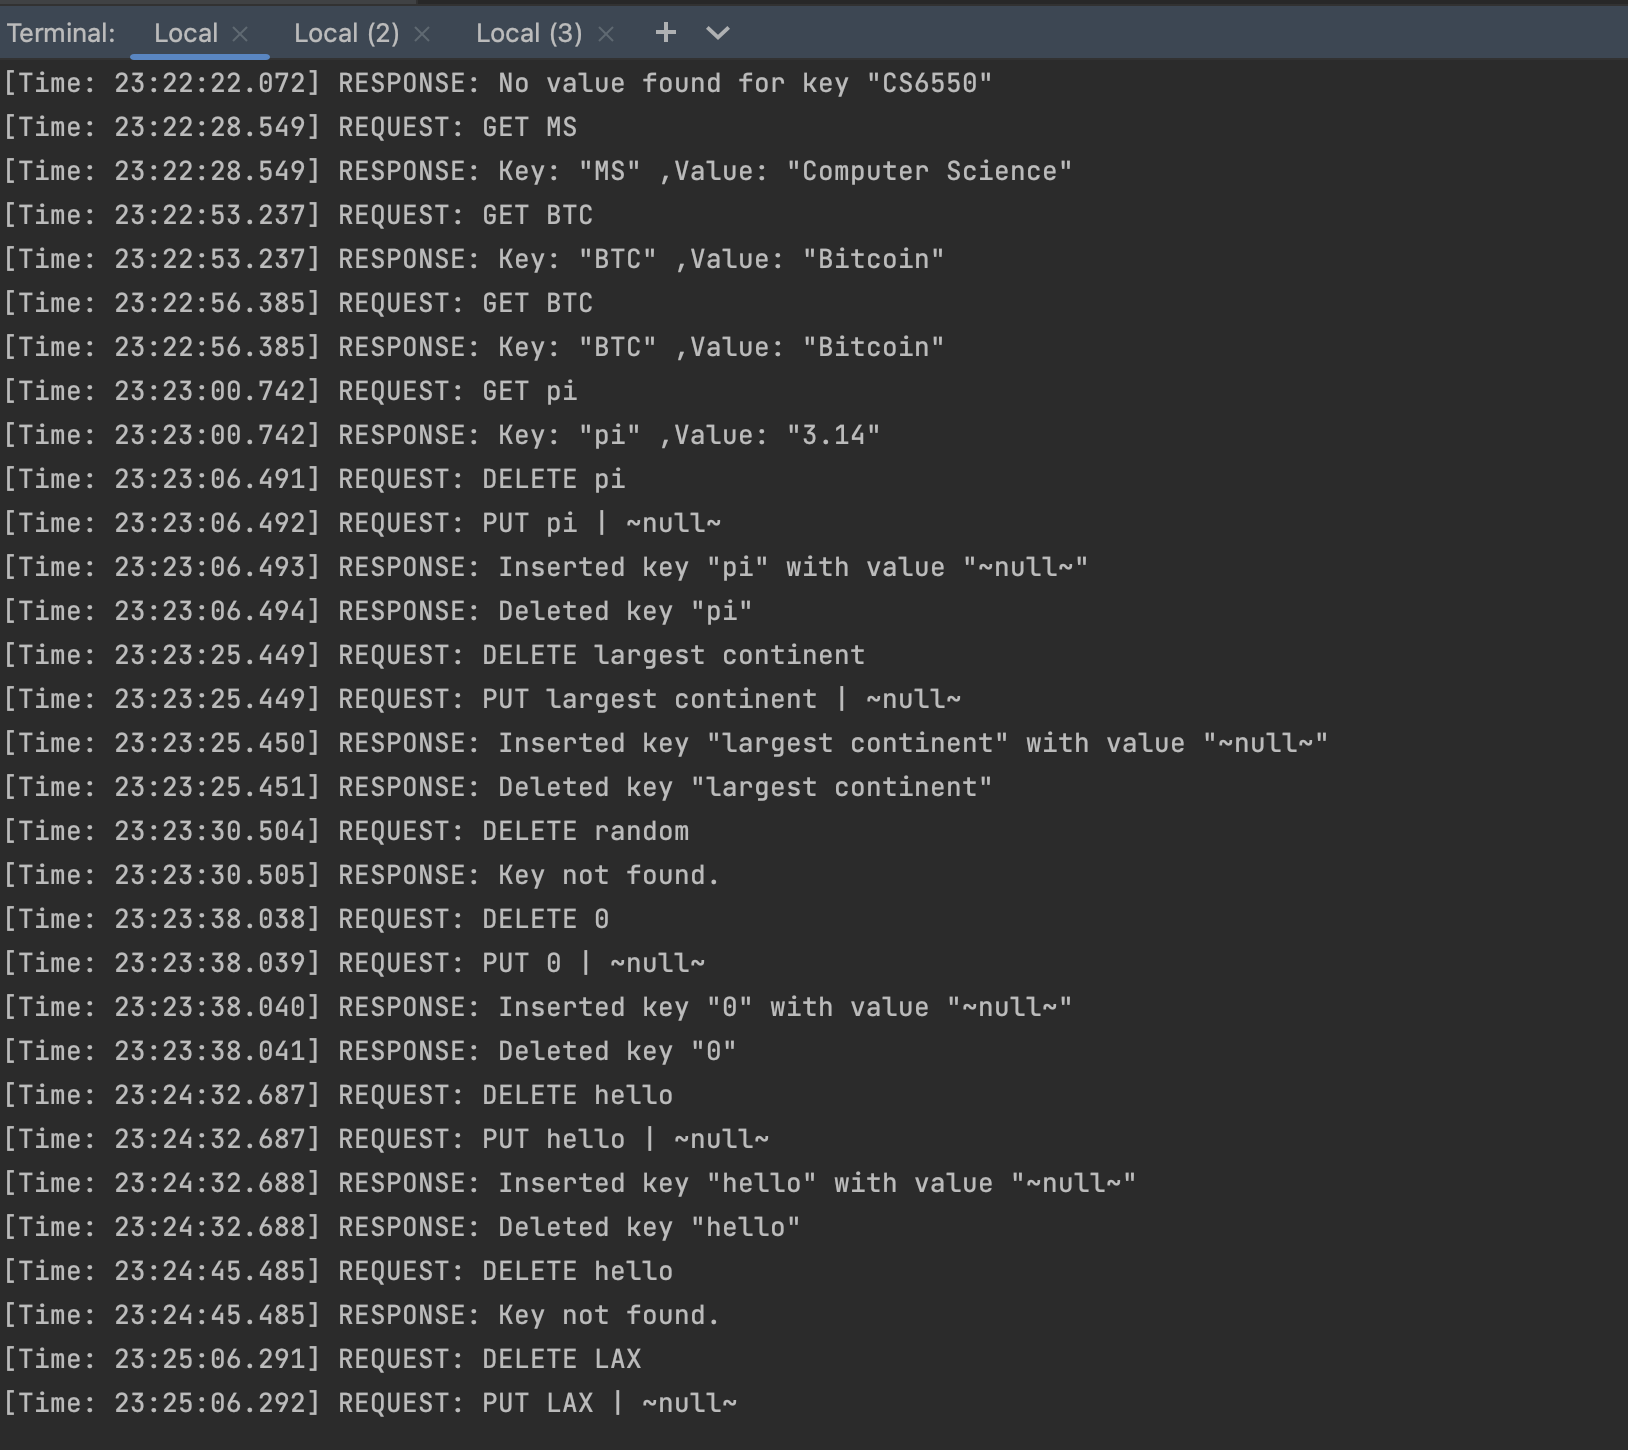 Terminal: Local × Local (2) × Local (3) × +
[Time: 23:22:22.072] RESPONSE: No value found for key "CS6550"
[Time: 23:22:28.549] REQUEST: GET MS
[Time: 23:22:28.549] RESPONSE: Key: "MS" ,Value: "Computer Science"
[Time: 23:22:53.237] REQUEST: GET BTC
[Time: 23:22:53.237] RESPONSE: Key: "BTC" ,Value: "Bitcoin"
[Time: 23:22:56.385] REQUEST: GET BTC
[Time: 23:22:56.385] RESPONSE: Key: "BTC" ,Value: "Bitcoin"
[Time: 23:23:00.742] REQUEST: GET pi
[Time: 23:23:00.742] RESPONSE: Key: "pi" ,Value: "3.14"
[Time: 23:23:06.491] REQUEST: DELETE pi
[Time: 23:23:06.492] REQUEST: PUT pi | ~null~
[Time: 23:23:06.493] RESPONSE: Inserted key "pi" with value "~null~"
[Time: 23:23:06.494] RESPONSE: Deleted key "pi"
[Time: 23:23:25.449] REQUEST: DELETE largest continent
[Time: 23:23:25.449] REQUEST: PUT largest continent | ~null~
[Time: 23:23:25.450] RESPONSE: Inserted key "largest continent" with value "~null~"
[Time: 23:23:25.451] RESPONSE: Deleted key "largest continent"
[Time: 23:23:30.504] REQUEST: DELETE random
[Time: 23:23:30.505] RESPONSE: Key not found.
[Time: 23:23:38.038] REQUEST: DELETE 0
[Time: 23:23:38.039] REQUEST: PUT 0 | ~null~
[Time: 23:23:38.040] RESPONSE: Inserted key "0" with value "~null~"
[Time: 23:23:38.041] RESPONSE: Deleted key "0"
[Time: 23:24:32.687] REQUEST: DELETE hello
[Time: 23:24:32.687] REQUEST: PUT hello | ~null~
[Time: 23:24:32.688] RESPONSE: Inserted key "hello" with value "~null~"
[Time: 23:24:32.688] RESPONSE: Deleted key "hello"
[Time: 23:24:45.485] REQUEST: DELETE hello
[Time: 23:24:45.485] RESPONSE: Key not found.
[Time: 23:25:06.291] REQUEST: DELETE LAX
[Time: 23:25:06.292] REQUEST: PUT LAX | ~null~